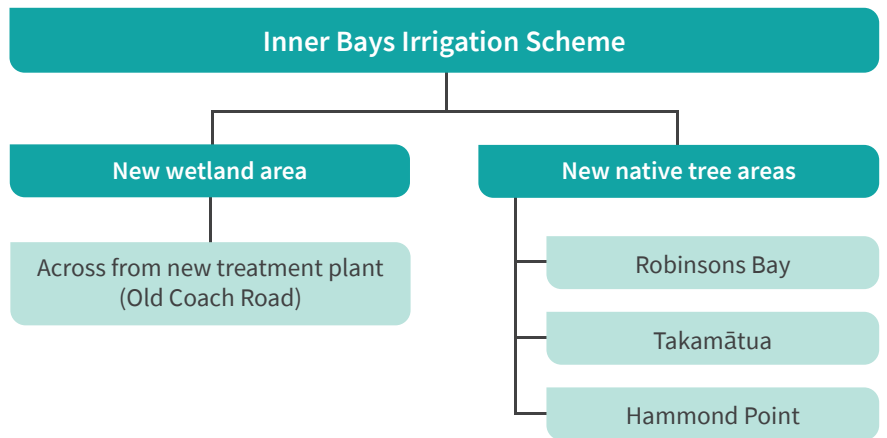 Inner Bays Irrigation Scheme
New wetland area
New native tree areas
Across from new treatment plant
(Old Coach Road)
Robinsons Bay
Takamātua
Hammond Point